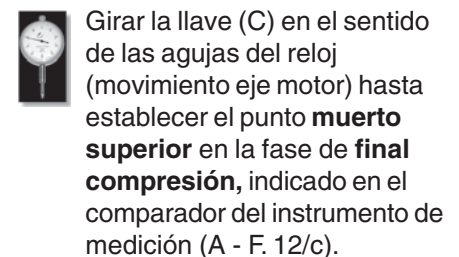 Girar la llave (C) en el sentido
de las agujas del reloj
(movimiento eje motor) hasta
establecer el punto muerto
superior en la fase de final
compresión, indicado en el
comparador del instrumento de
medición (A - F. 12/c).